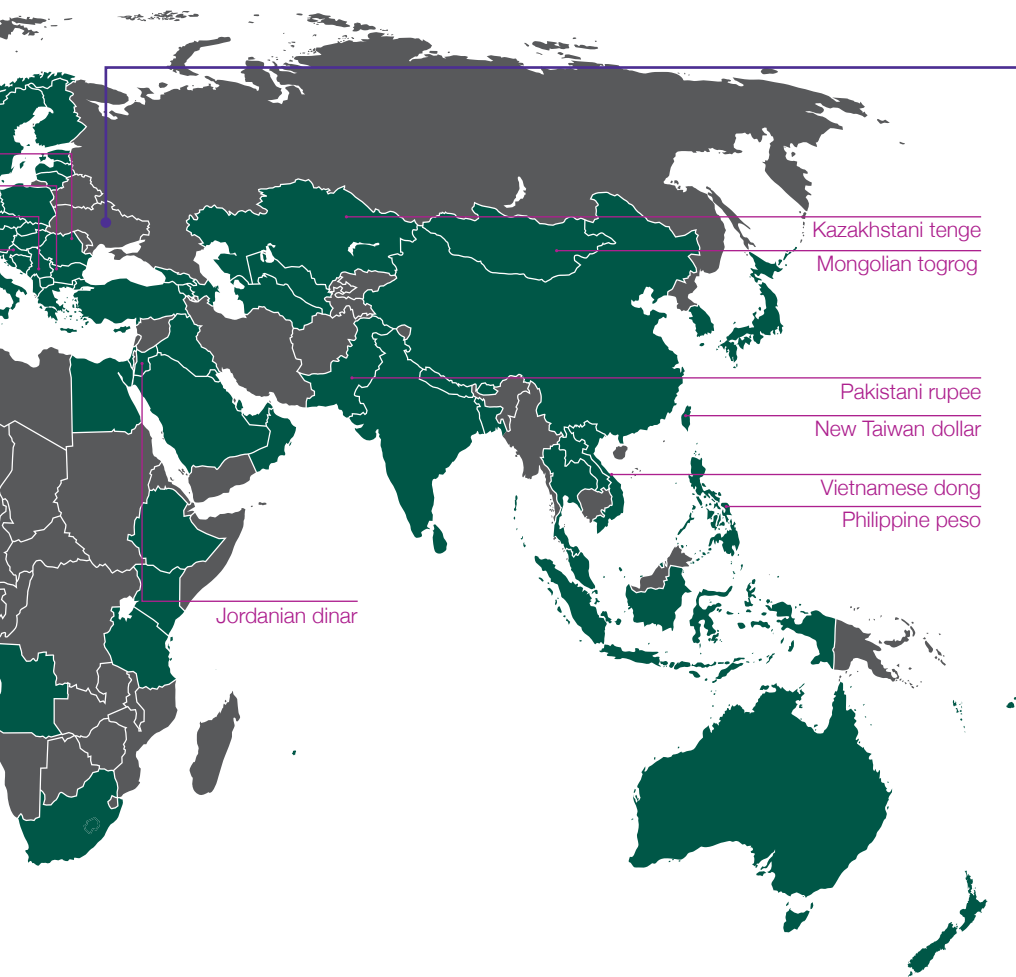 Kazakhstani tenge
Mongolian togrog
Pakistani rupee
New Taiwan dollar
Vietnamese dong
Philippine peso
Jordanian dinar